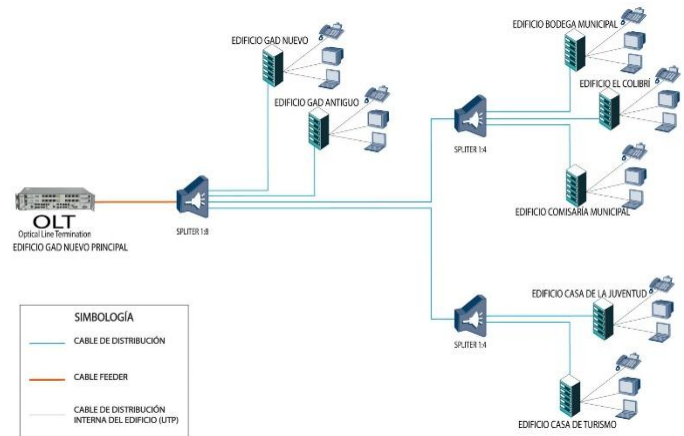 EDIFICIO GAD NUEVO
EDIFICIO GAD ANTIGUO
EDIFICIO BODEGA MUNICIPAL
EDIFICIO EL COLIBRÍ
SPLITER 1:4
EDIFICIO COMISARÍA MUNICIPAL
OLT
Optical Line Termination
EDIFICIO GAD NUEVO PRINCIPAL
SPLITER 1:8
EDIFICIO CASA DE LA JUVENTUD
SPLITER 1:4
EDIFICIO CASA DE TURISMO
SIMBOLOGÍA
CABLE DE DISTRIBUCIÓN
CABLE FEEDER
CABLE DE DISTRIBUCIÓN
INTERNA DEL EDIFICIO (UTP)